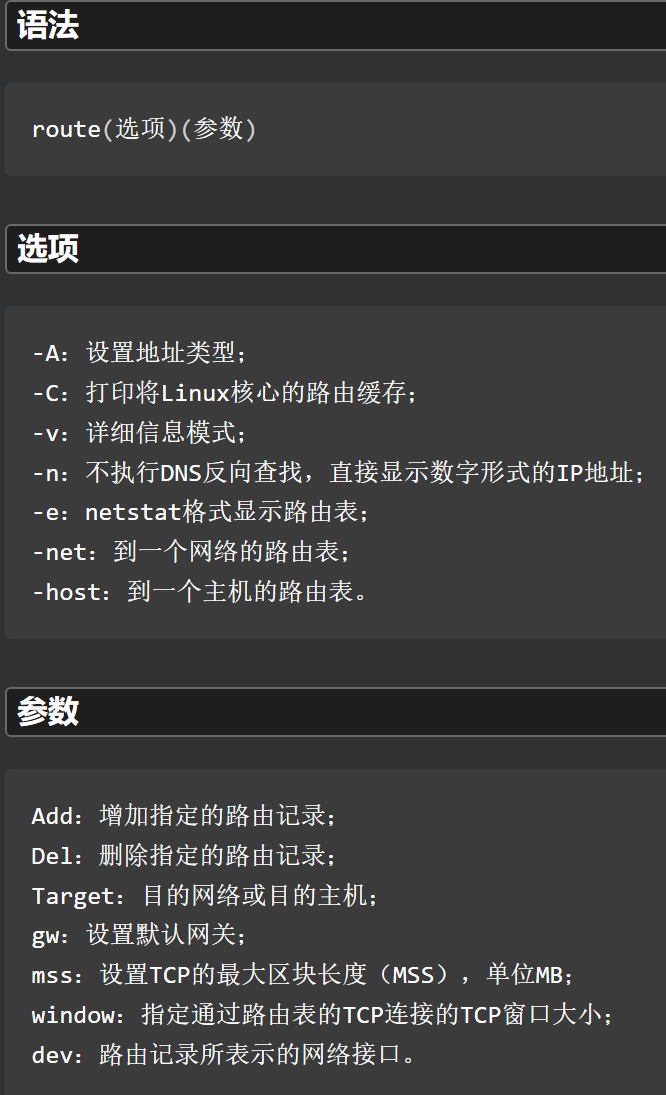 语法
route(选项)(参数)
选项
-A：设置地址类型；
-C：打印将Linux核心的路由缓存；
-v：详细信息模式；
-n：不执行DNS反向查找，直接显示数字形式的IP地址；
-e：netstat格式显示路由表；
-net：到一个网络的路由表；
-host：到一个主机的路由表。
参数
Add：增加指定的路由记录；
Del：删除指定的路由记录；
Target：目的网络或目的主机；
gw：设置默认网关；
mss：设置TCP的最大区块长度（MSS），单位MB；
window：指定通过路由表的TCP连接的TCP窗口大小；
dev：路由记录所表示的网络接口。